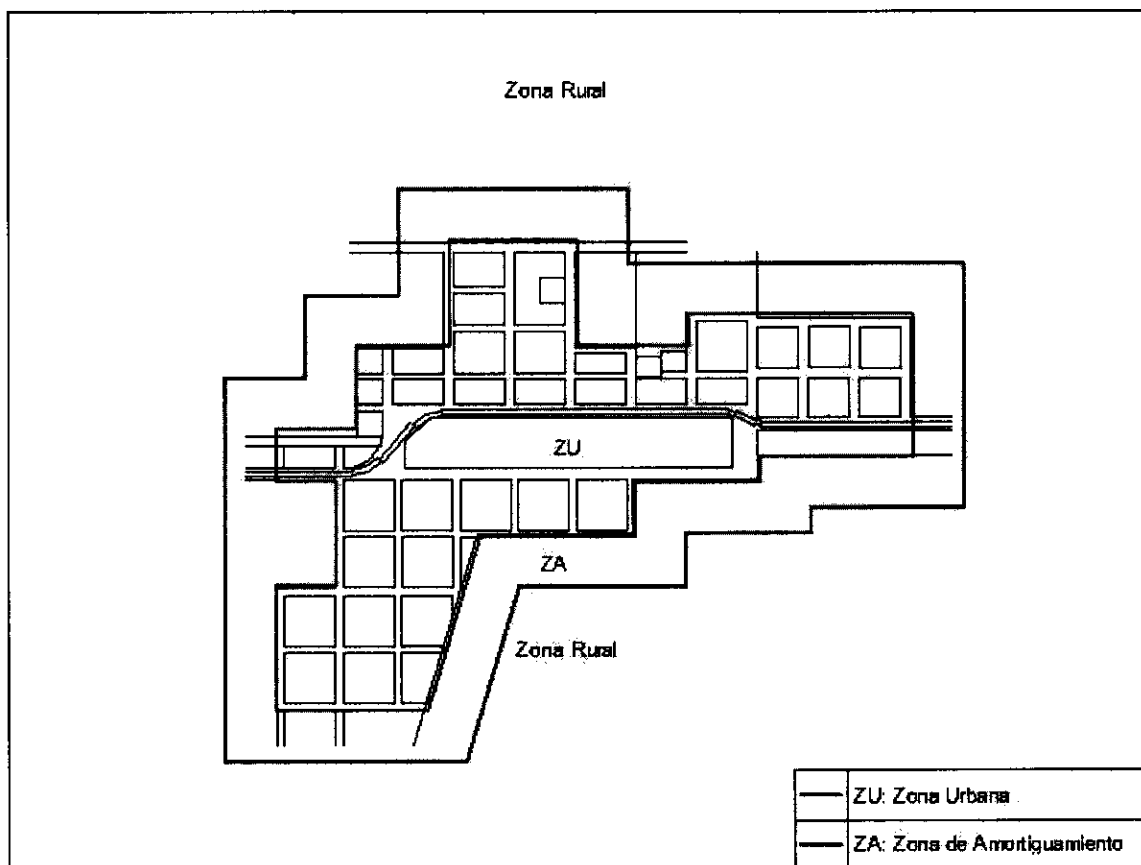 Zona Rural
ZU
ZA
Zona Rural
ZU: Zona Urbana
ZA: Zona de Amortiguamiento